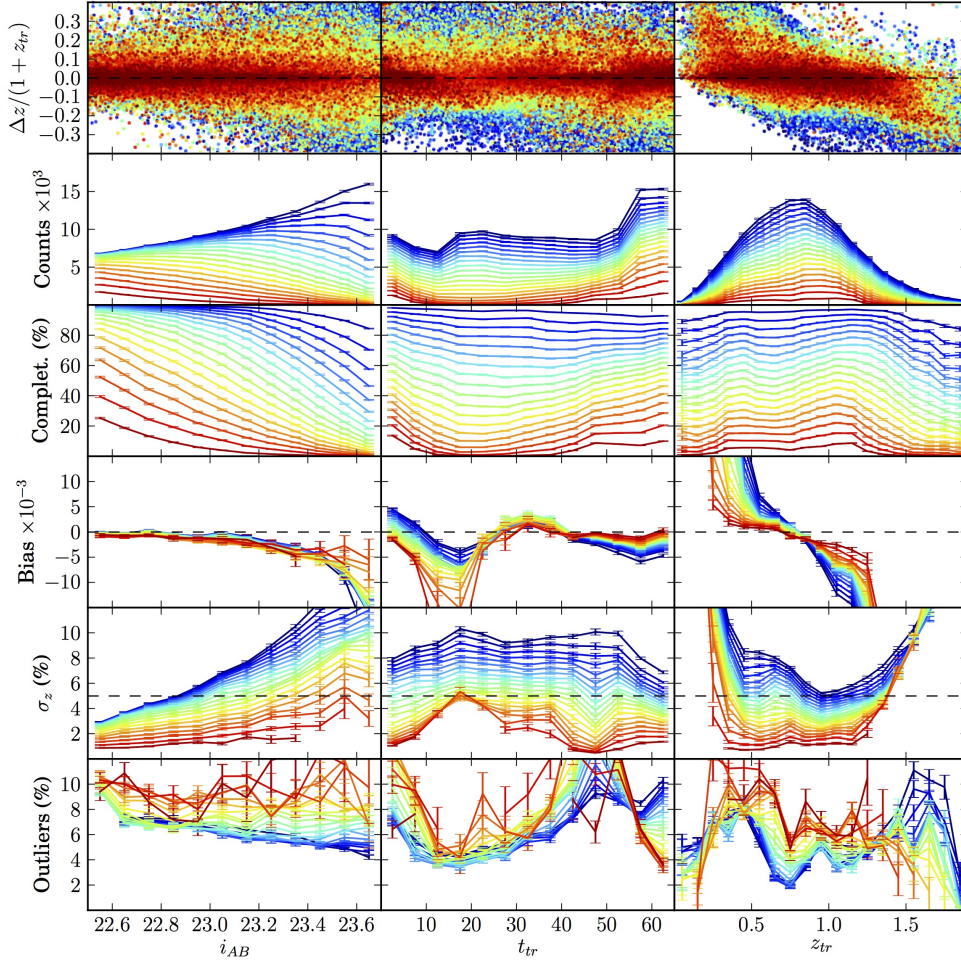 Δz/(1 + z_tr)
0.3
0.2
0.1
0.0
−0.1
−0.2
−0.3
Counts ×10³
15
10
5
Complet. (%)
80
60
40
20
Bias ×10⁻³
10
5
0
−5
−10
σ_z (%)
10
8
6
4
2
Outliers (%)
10
8
6
4
2
22.6 22.8 23.0 23.2 23.4 23.6
10 20 30 40 50 60
0.5 1.0 1.5
i_AB
t_tr
z_tr